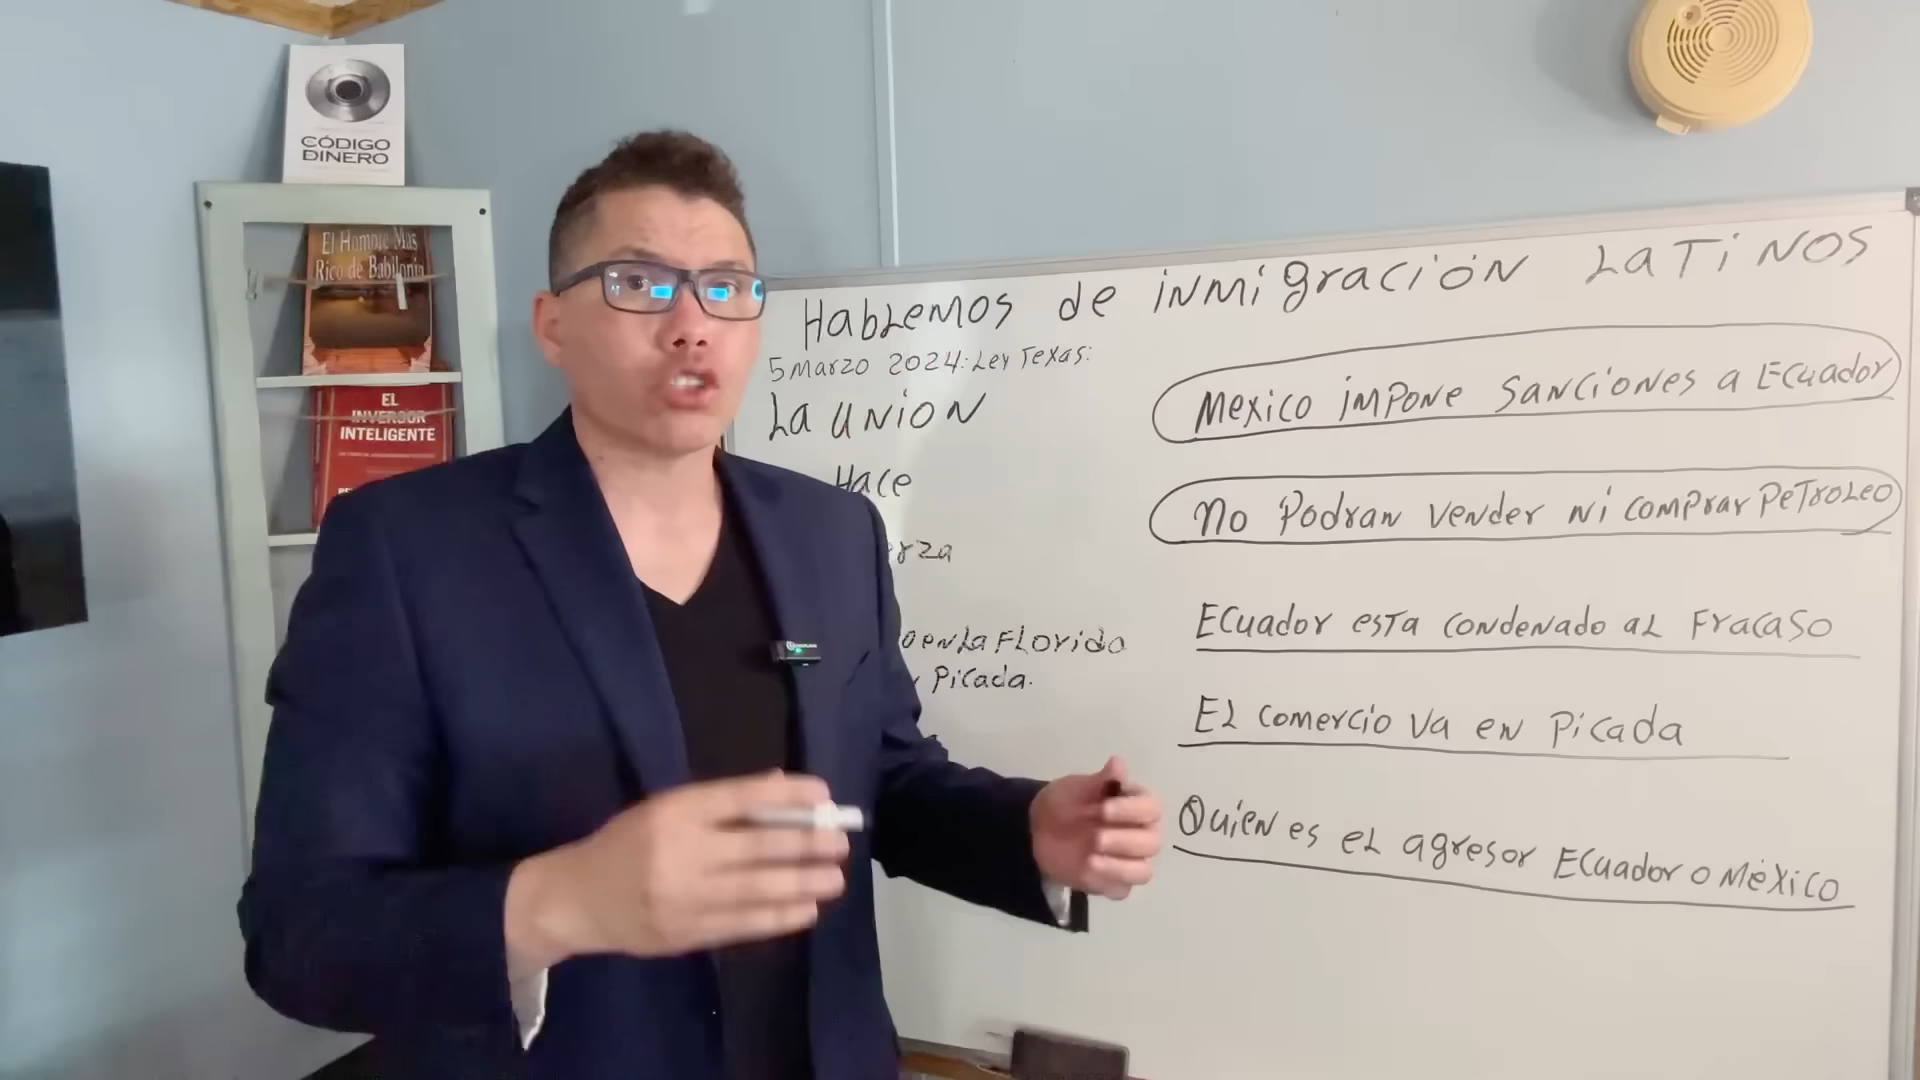 CÓDIGO
DINERO
El Hombre Mas
Rico de Babilonia
EL
INVERSOR
INTELIGENTE
HabLemos de inmigración LaTiNOS
5 Marzo 2024: Ley Texas:
La UNION
Hace
erza
o en La FLorida
Picada.
Mexico impone Sanciones a Ecuador
No Podran vender ni comprar Petroleo
Ecuador esta condenado aL Fracaso
EL comercio va en Picada
Quien es eL agresor Ecuador o México